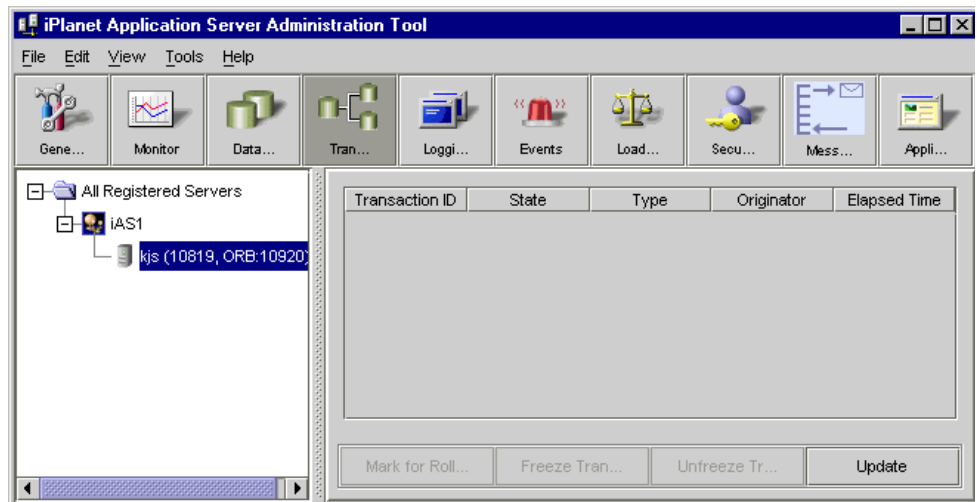 iPlanet Application Server Administration Tool
File Edit View Tools Help
Gene... Monitor Data... Tran... Loggi... Events Load... Secu... Mess... Appli...
All Registered Servers
iAS1
kjs (10819, ORB:10920)
Transaction ID State Type Originator Elapsed Time
Mark for Roll... Freeze Tran... Unfreeze Tr... Update